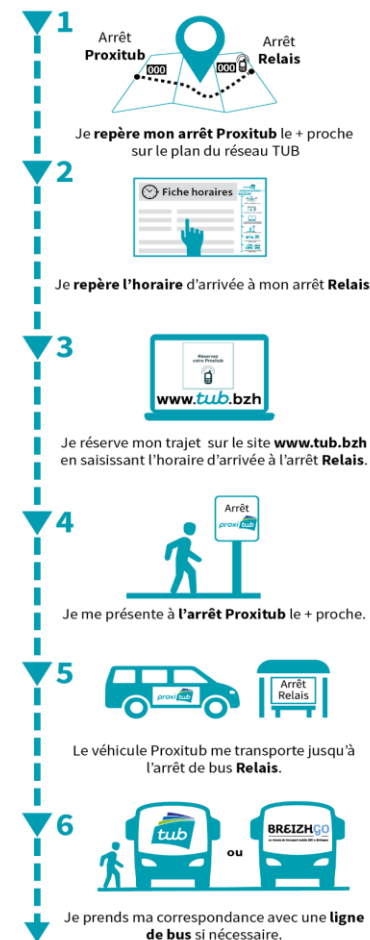 1
Arrêt
Proxitub
Arrêt
Relais
000
000
Je repère mon arrêt Proxitub le + proche
sur le plan du réseau TUB
2
Fiche horaires
Je repère l'horaire d'arrivée à mon arrêt Relais
3
Réservez
votre Proxitub
www.tub.bzh
Je réserve mon trajet sur le site www.tub.bzh
en saisissant l'horaire d'arrivée à l'arrêt Relais.
4
Arrêt
proxitub
Je me présente à l'arrêt Proxitub le + proche.
5
proxitub
Arrêt
Relais
Le véhicule Proxitub me transporte jusqu'à
l'arrêt de bus Relais.
6
tub
ou
BREIZHGO
Je prends ma correspondance avec une ligne
de bus si nécessaire.